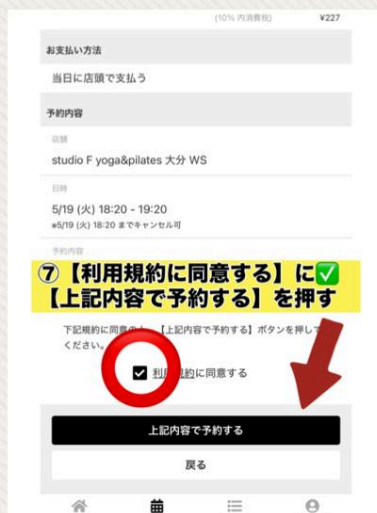 (10% 内消費税) ¥227
お支払い方法
当日に店頭で支払う
予約内容
店舗
studio F yoga&pilates 大分 WS
日時
5/19 (火) 18:20 - 19:20
※5/19 (火) 18:20 までキャンセル可
予約内容
⑦【利用規約に同意する】に✅
【上記内容で予約する】を押す
下記規約に同意の上、【上記内容で予約する】ボタンを押して
ください。
利用規約に同意する
上記内容で予約する
戻る